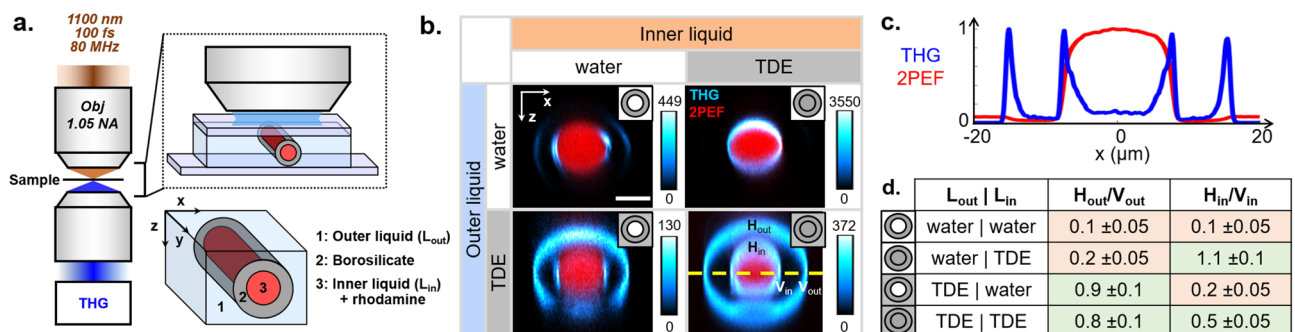 a.
1100 nm
100 fs
80 MHz
Obj
1.05 NA
Sample
THG
x
y
z
1
2
3
1: Outer liquid (Lout)
2: Borosilicate
3: Inner liquid (Lin)
+ rhodamine
b.
Inner liquid
water
TDE
Outer liquid
water
TDE
x
z
449
0
THG
2PEF
3550
0
130
0
Hout
Hin
Vin
Vout
372
0
c.
THG
2PEF
1
0
-20
0
20
x (µm)
d.
Lout | Lin
Hout/Vout
Hin/Vin
water | water
0.1 ±0.05
0.1 ±0.05
water | TDE
0.2 ±0.05
1.1 ±0.1
TDE | water
0.9 ±0.1
0.2 ±0.05
TDE | TDE
0.8 ±0.1
0.5 ±0.05